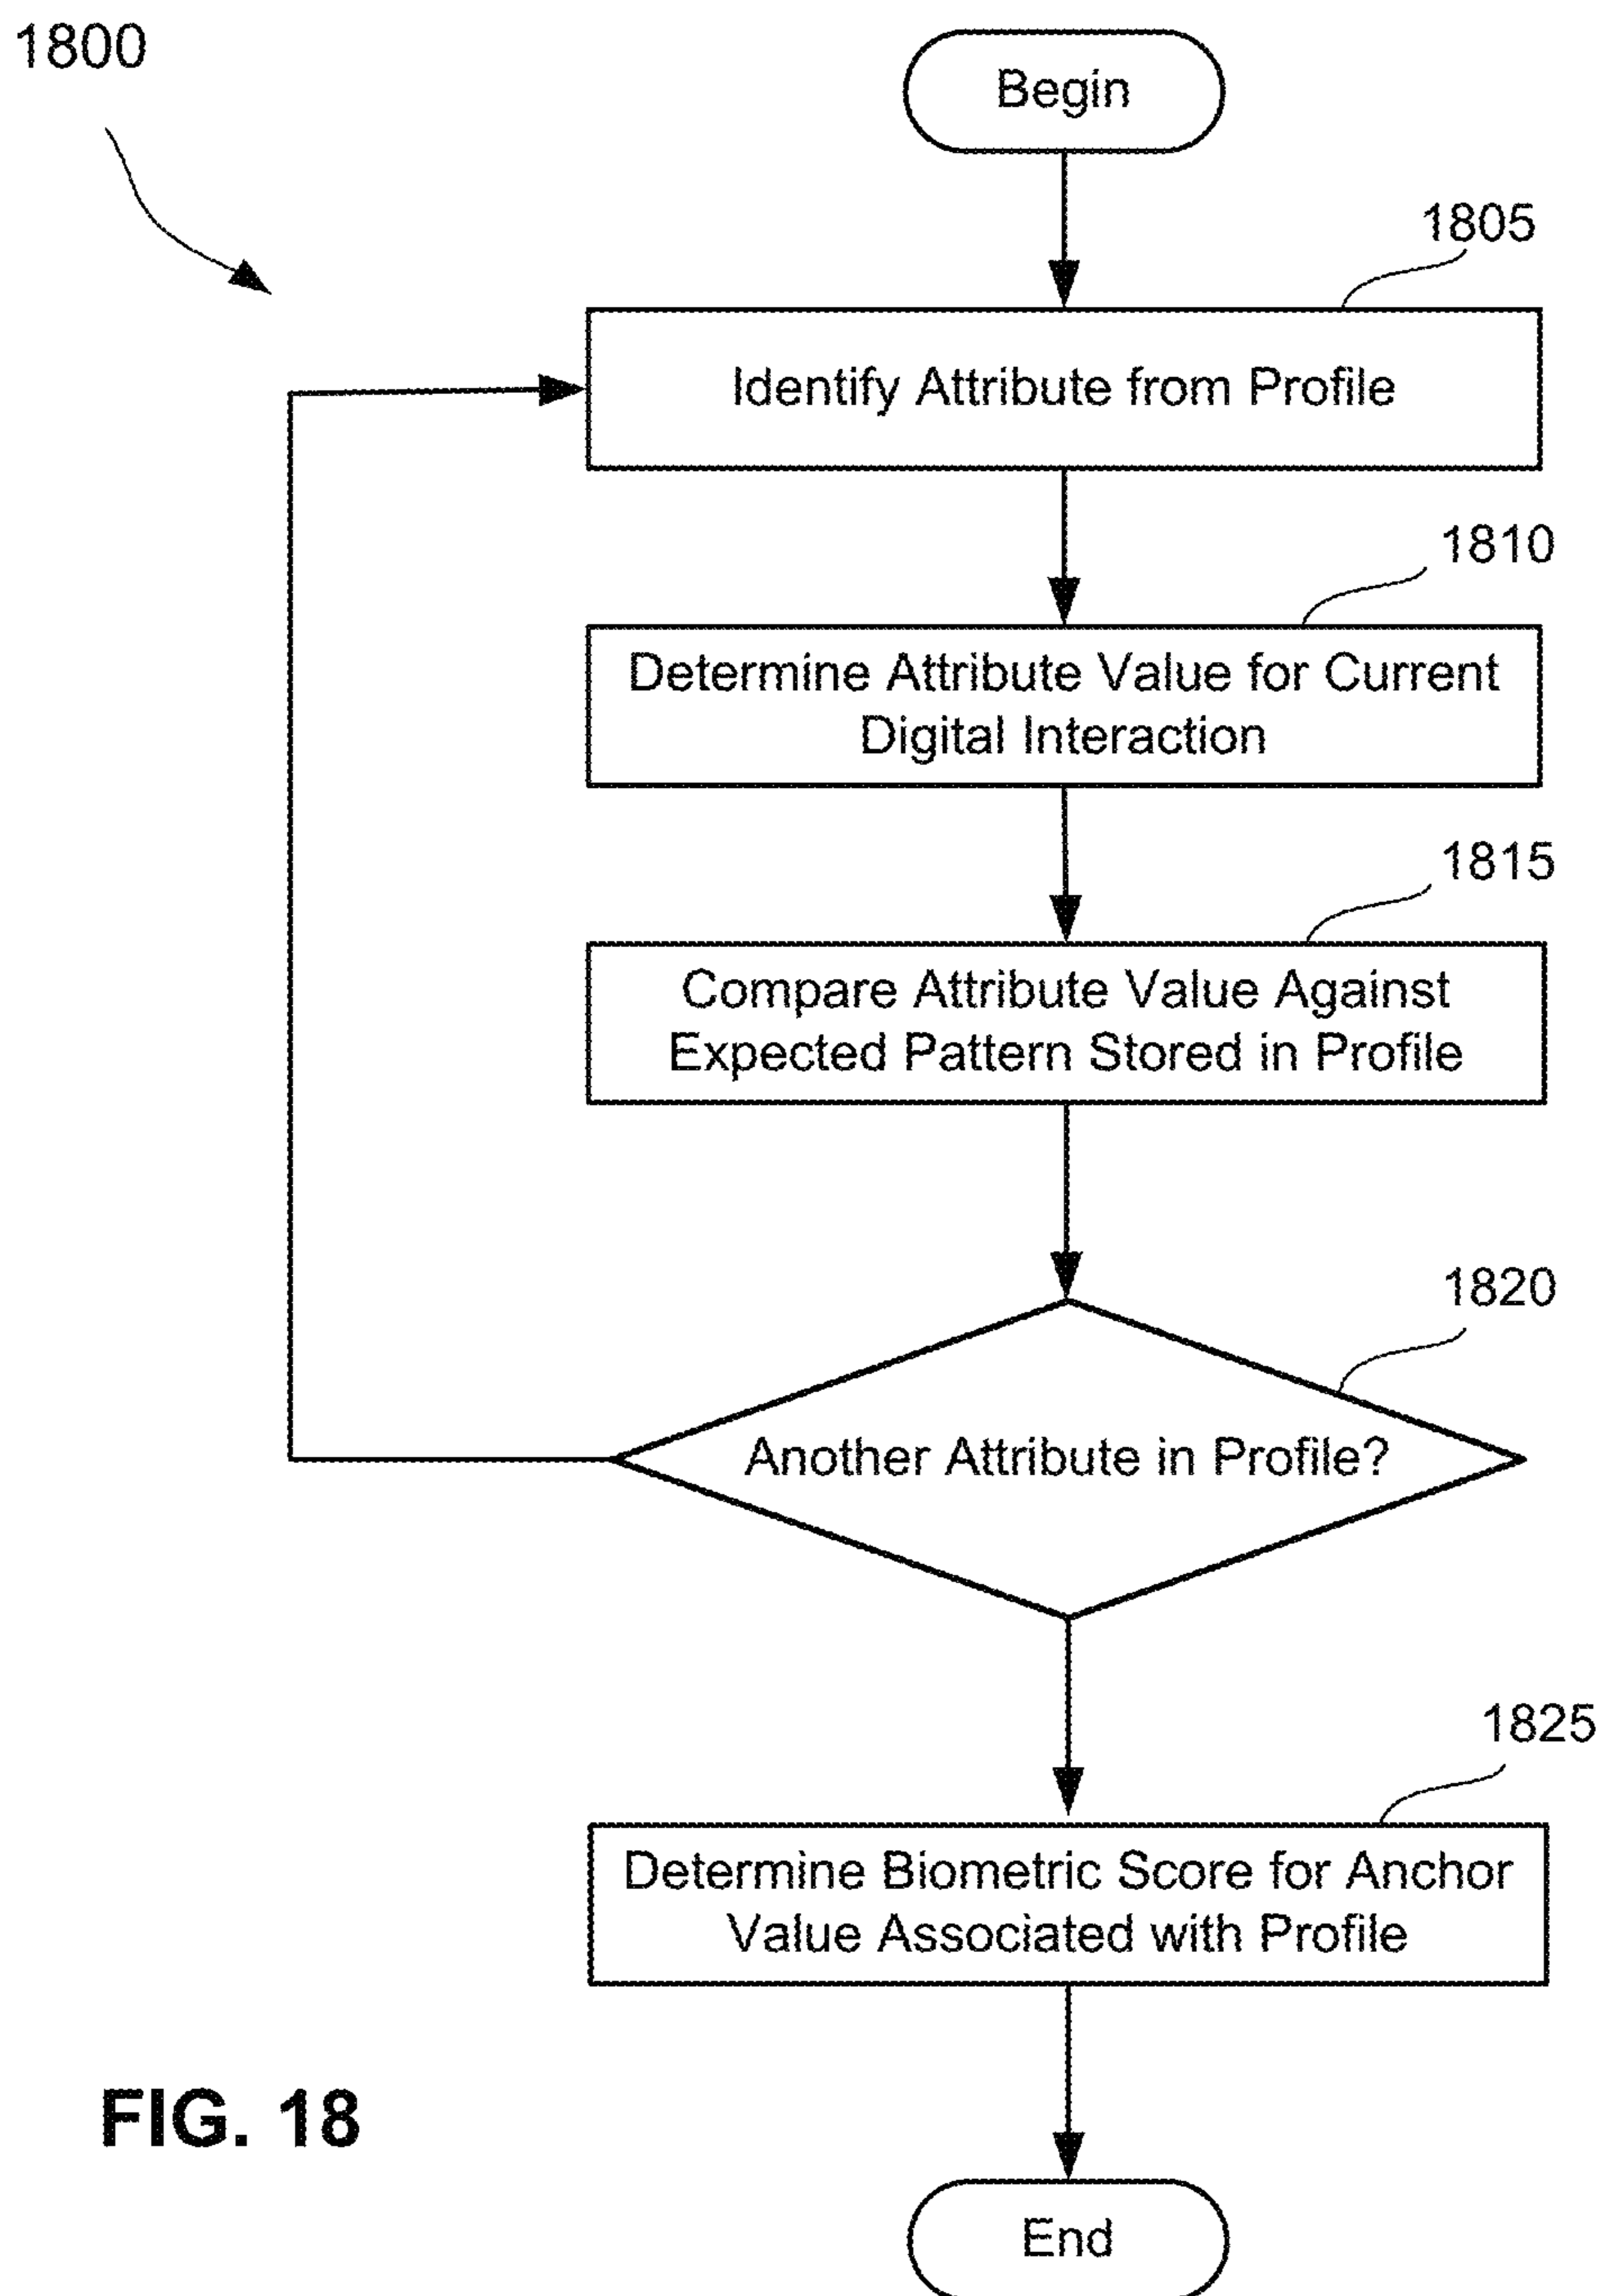 1800
Begin
1805
Identify Attribute from Profile
1810
Determine Attribute Value for Current
Digital Interaction
1815
Compare Attribute Value Against
Expected Pattern Stored in Profile
1820
Another Attribute in Profile?
1825
Determine Biometric Score for Anchor
Value Associated with Profile
FIG. 18
End